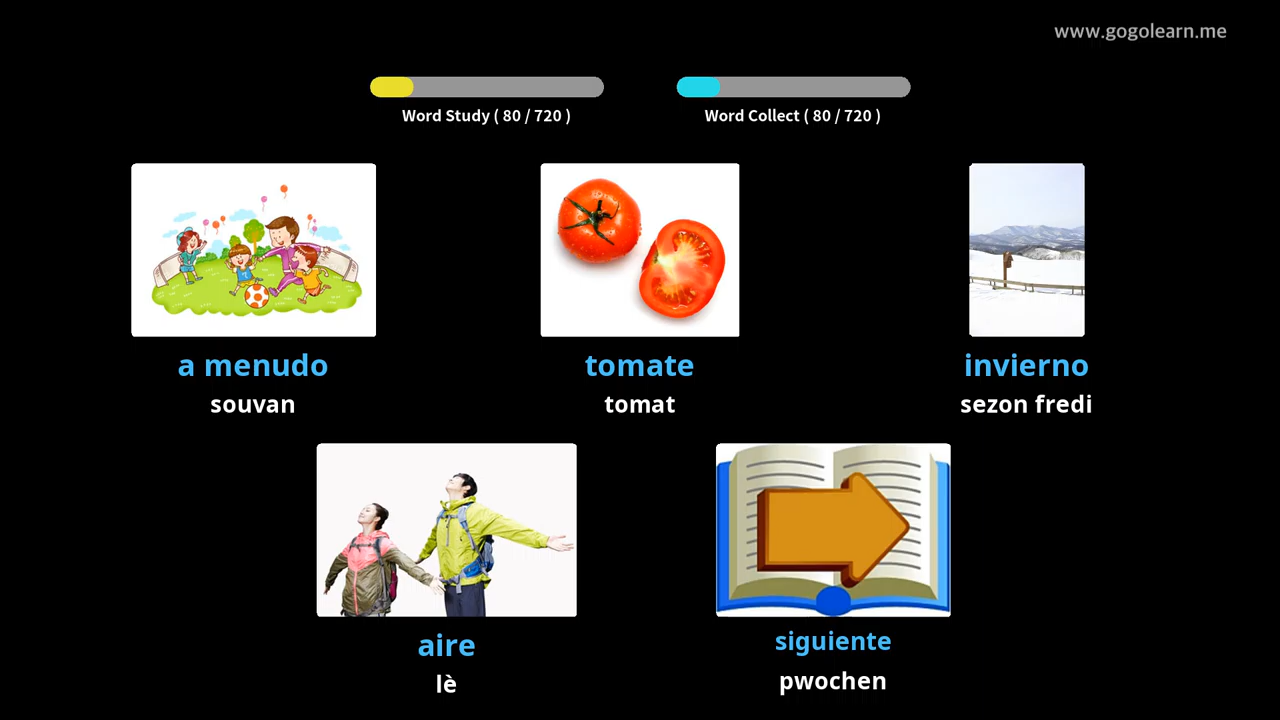 www.gogolearn.me
Word Study ( 80 / 720 )
Word Collect ( 80 / 720 )
a menudo
souvan
tomate
tomat
invierno
sezon fredi
aire
lè
siguiente
pwochen